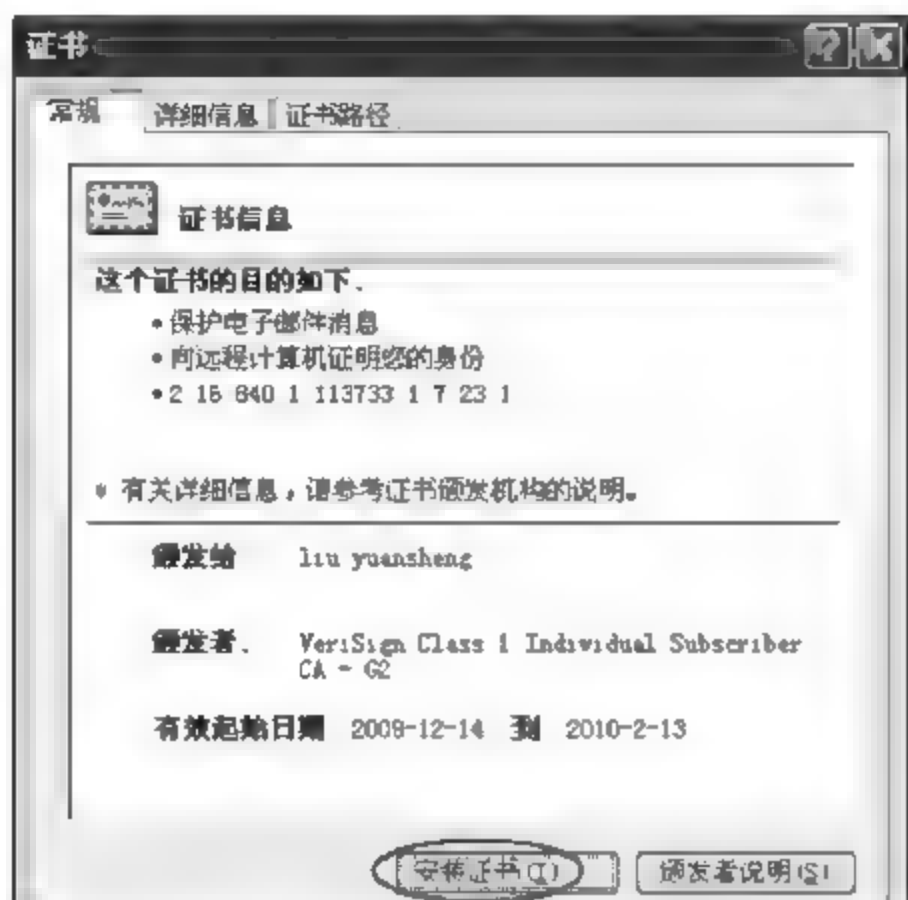 证书
常规 详细信息 证书路径
证书信息
这个证书的目的如下:
•保护电子邮件消息
•向远程计算机证明您的身份
•2 16 840 1 113733 1 7 23 1
* 有关详细信息,请参考证书颁发机构的说明。
颁发给 liu yuansheng
颁发者: VeriSign Class 1 Individual Subscriber
CA - G2
有效起始日期 2009-12-14 到 2010-2-13
安装证书(I) 颁发者说明(S)